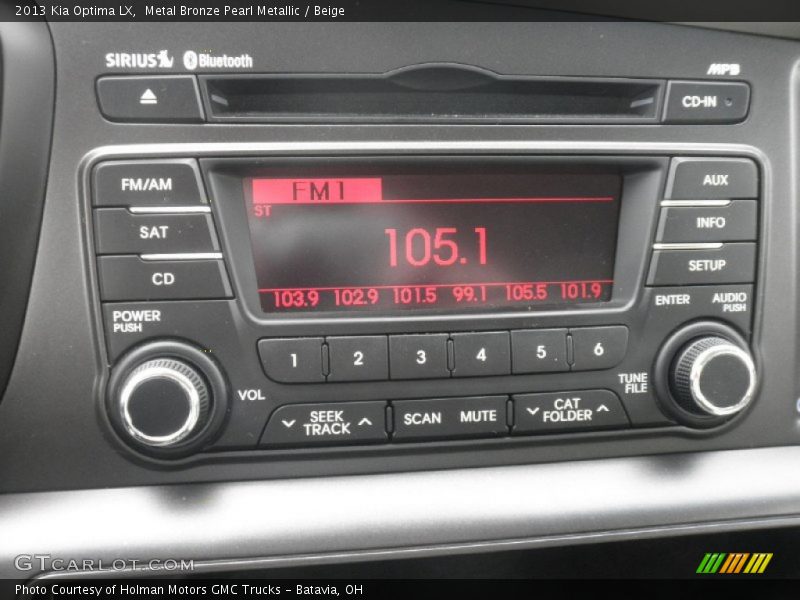 2013 Kia Optima LX, Metal Bronze Pearl Metallic / Beige
SIRIUS Bluetooth
MP3
CD-IN
FM/AM
SAT
CD
FM1
ST
105.1
103.9 102.9 101.5 99.1 105.5 101.9
AUX
INFO
SETUP
POWER
PUSH
ENTER
AUDIO
PUSH
1 2 3 4 5 6
VOL
TUNE
FILE
SEEK
TRACK
SCAN MUTE
CAT
FOLDER
GTCARLOT.COM
Photo Courtesy of Holman Motors GMC Trucks – Batavia, OH